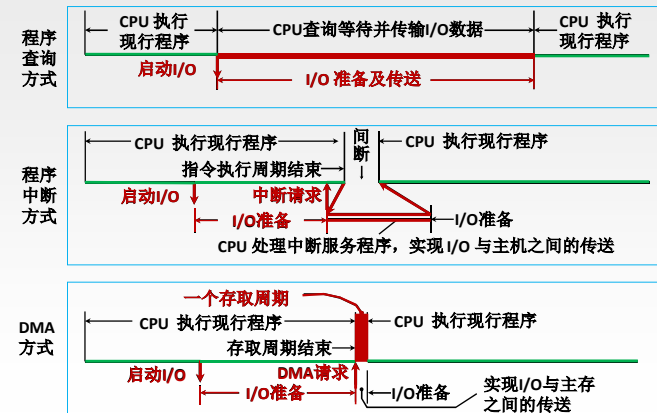 程序
查询
方式
CPU 执行
现行程序
CPU查询等待并传输I/O数据
CPU 执行
现行程序
启动I/O
I/O 准备及传送
程序
中断
方式
CPU 执行现行程序
间
断
CPU 执行现行程序
指令执行周期结束
启动I/O
中断请求
I/O准备
I/O准备
CPU 处理中断服务程序，实现 I/O 与主机之间的传送
DMA
方式
一个存取周期
CPU 执行现行程序
CPU 执行现行程序
存取周期结束
启动I/O
DMA请求
I/O准备
I/O准备
实现I/O与主存
之间的传送